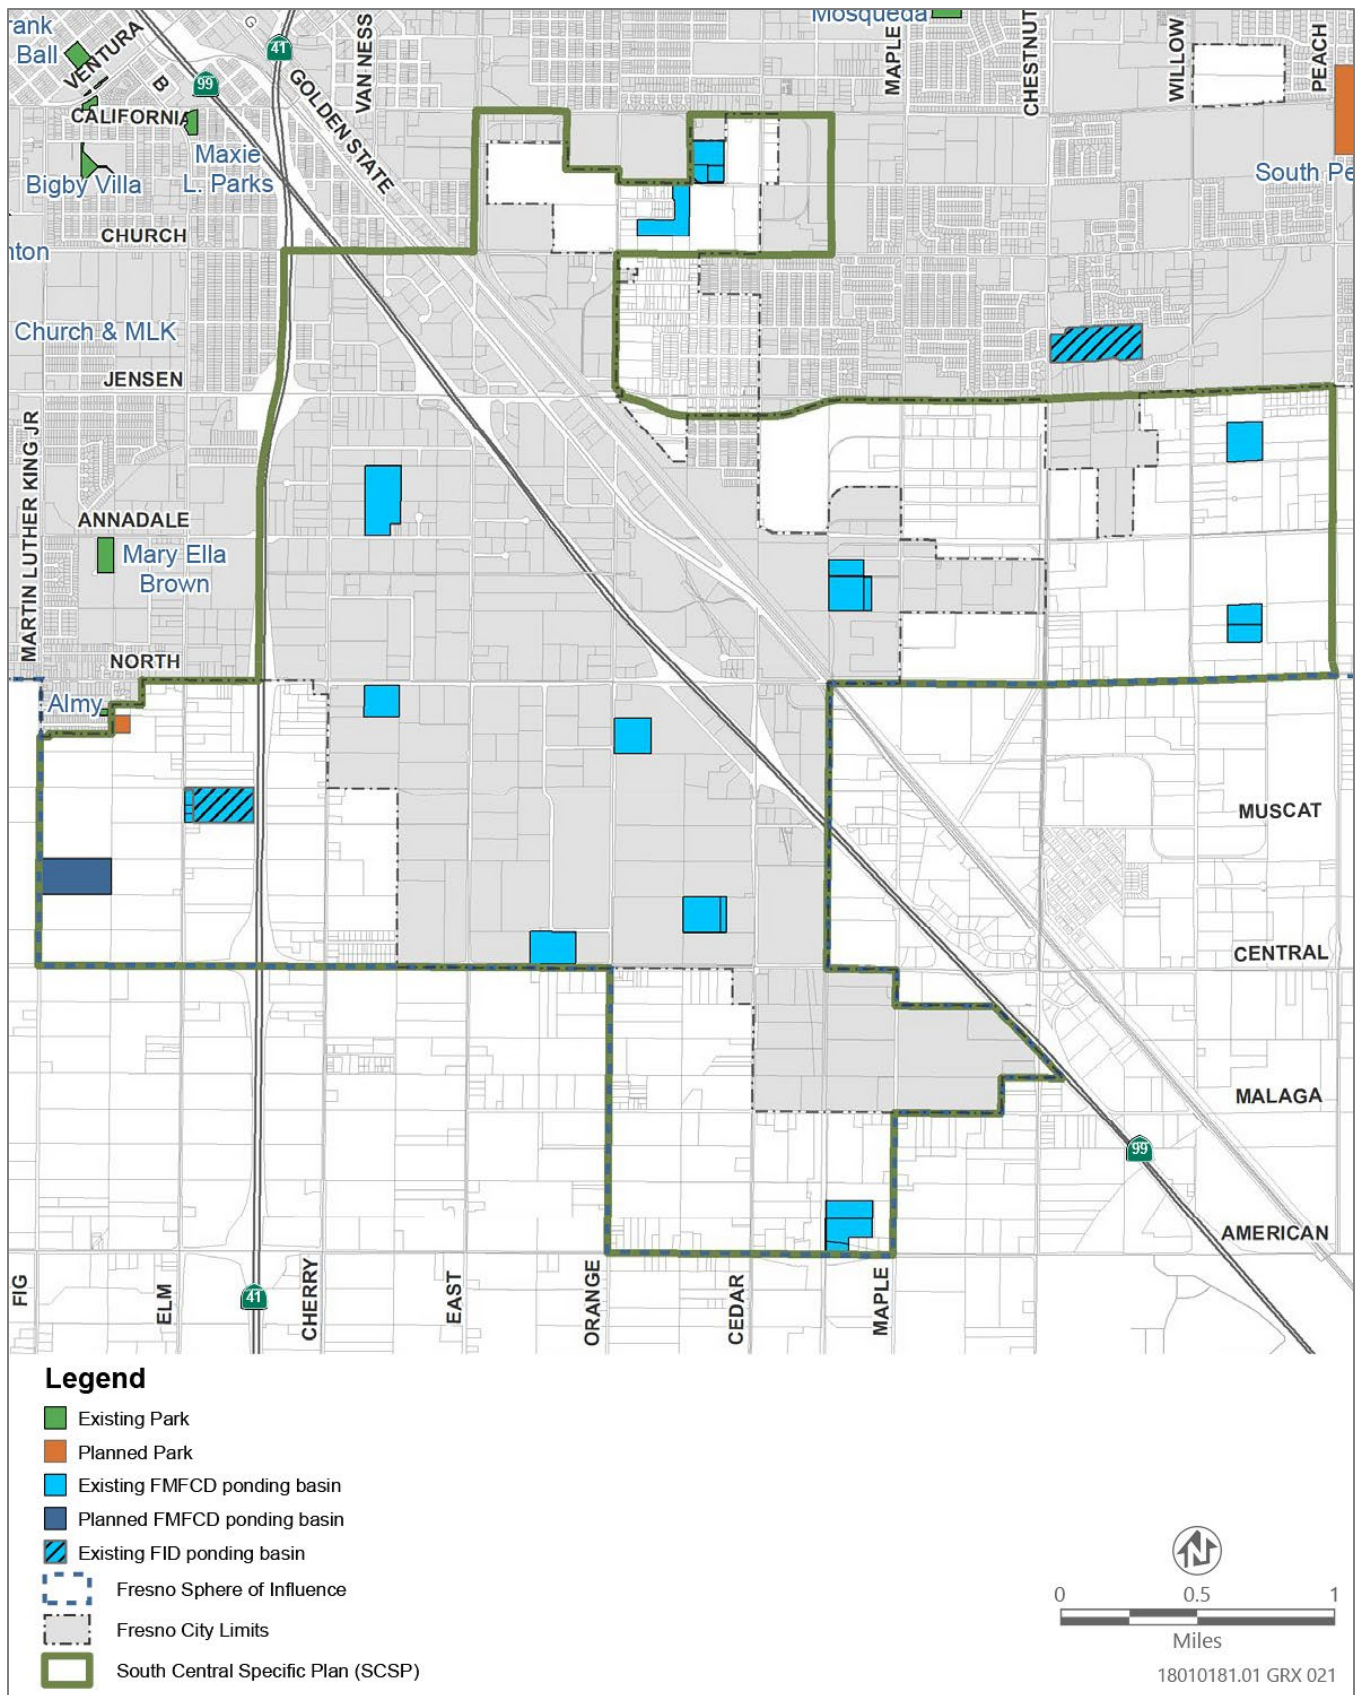 rank
Ball
VENTURA
B
G
41
99
GOLDEN STATE
VAN NESS
Mosqueda
MAPLE
CHESTNUT
WILLOW
PEACH
CALIFORNIA
Maxie
L. Parks
Bigby Villa
South Pe
CHURCH
nton
Church & MLK
JENSEN
MARTIN LUTHER KING JR
ANNADALE
Mary Ella
Brown
NORTH
Almy
MUSCAT
CENTRAL
MALAGA
99
AMERICAN
FIG
ELM
41
CHERRY
EAST
ORANGE
CEDAR
MAPLE
Legend
Existing Park
Planned Park
Existing FMFCD ponding basin
Planned FMFCD ponding basin
Existing FID ponding basin
Fresno Sphere of Influence
Fresno City Limits
South Central Specific Plan (SCSP)
N
0 0.5 1
Miles
18010181.01 GRX 021